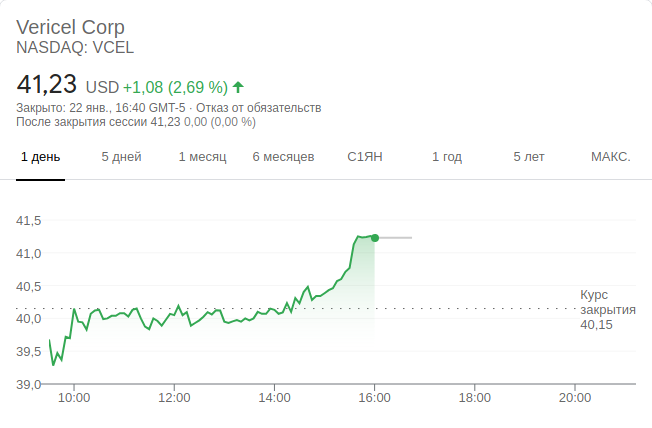 Vericel Corp
NASDAQ: VCEL
41,23 USD +1,08 (2,69 %)
Закрыто: 22 янв., 16:40 GMT-5 · Отказ от обязательств
После закрытия сессии 41,23 0,00 (0,00 %)
1 день 5 дней 1 месяц 6 месяцев С1ЯН 1 год 5 лет МАКС.
41,5
41,0
40,5
40,0
39,5
39,0
Курс
закрытия
40,15
10:00 12:00 14:00 16:00 18:00 20:00